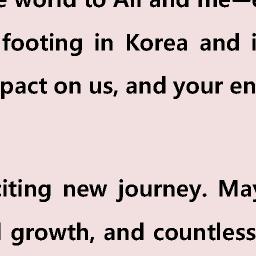 world to All and me—
footing in Korea and
pact on us, and your en
citing new journey. May
growth, and countless